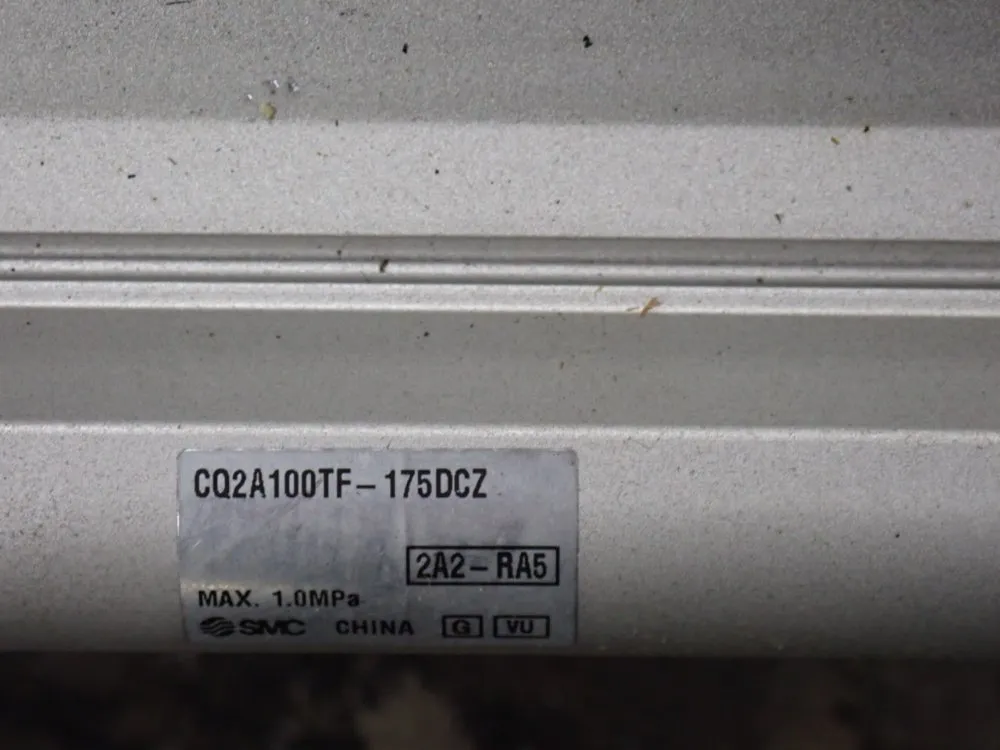 CQ2A100TF-175DCZ
2A2-RA5
MAX. 1.0MPa
SMC CHINA G VU